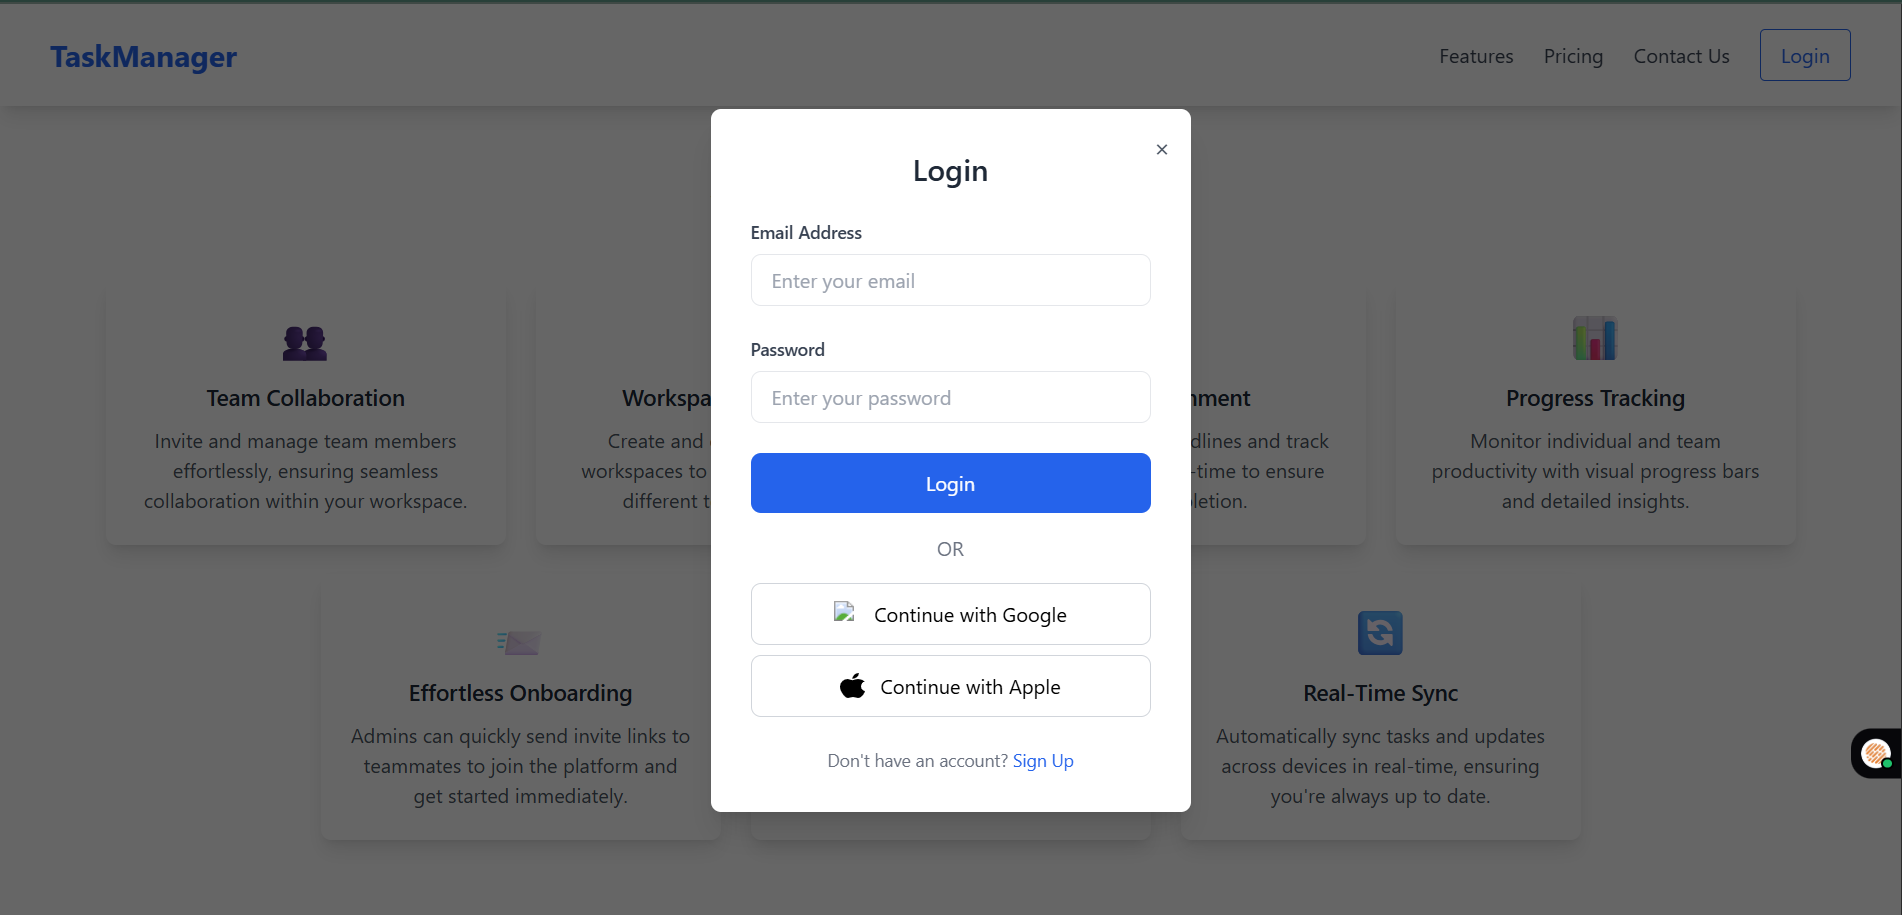 TaskManager
Features
Pricing
Contact Us
Login
×
Login
Email Address
Enter your email
Password
Enter your password
Login
OR
Continue with Google
Continue with Apple
Don't have an account? Sign Up
Team Collaboration
Invite and manage team members
effortlessly, ensuring seamless
collaboration within your workspace.
Create and
workspaces to
different
and track
to ensure
Progress Tracking
Monitor individual and team
productivity with visual progress bars
and detailed insights.
Effortless Onboarding
Admins can quickly send invite links to
teammates to join the platform and
get started immediately.
Real-Time Sync
Automatically sync tasks and updates
across devices in real-time, ensuring
you're always up to date.